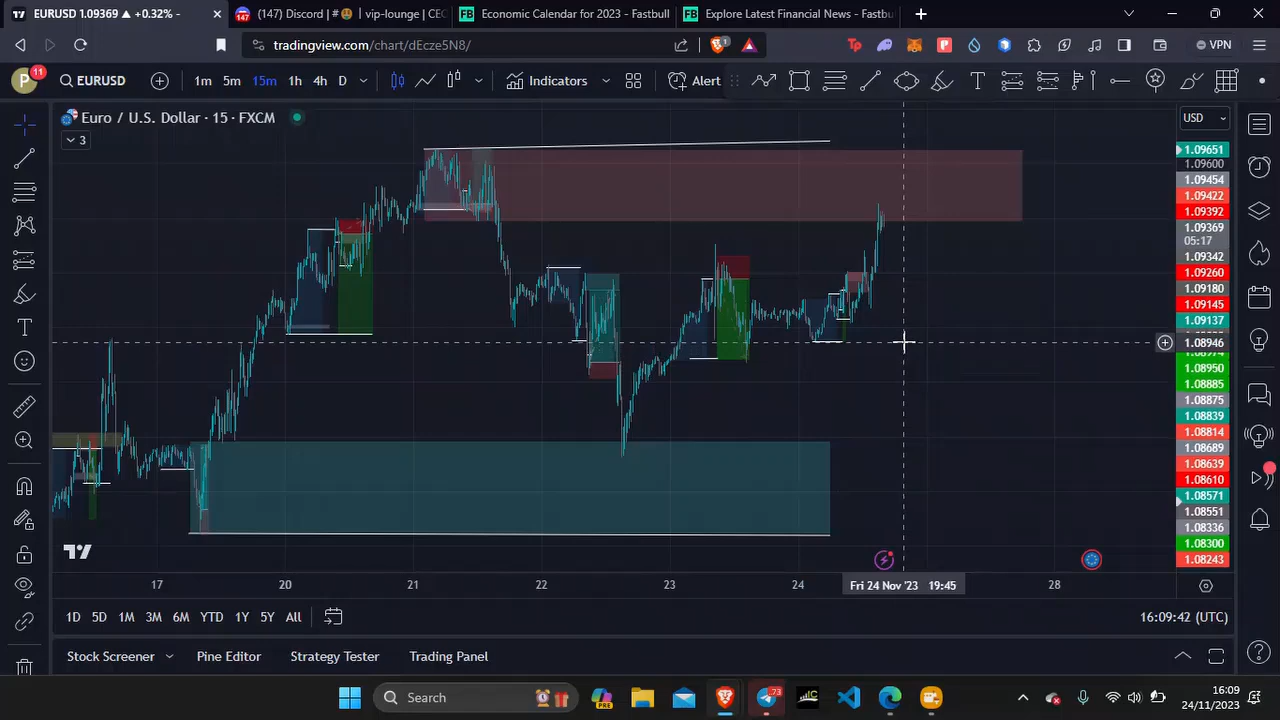 EURUSD 1.09369 ▲ +0.32% -
(147) Discord | # | vip-lounge | CEO
Economic Calendar for 2023 - Fastbull
Explore Latest Financial News - Fastbu
tradingview.com/chart/dEcze5N8/
VPN
P 11 EURUSD 1m 5m 15m 1h 4h D Indicators Alert
Euro / U.S. Dollar · 15 · FXCM
USD
3
1.09651
1.09600
1.09454
1.09422
1.09392
1.09369
05:17
1.09342
1.09260
1.09180
1.09145
1.09137
1.08946
1.08974
1.08950
1.08885
1.08875
1.08839
1.08814
1.08689
1.08639
1.08610
1.08571
1.08551
1.08336
1.08300
1.08243
17 20 21 22 23 24 Fri 24 Nov '23 19:45 28
1D 5D 1M 3M 6M YTD 1Y 5Y All
16:09:42 (UTC)
Stock Screener Pine Editor Strategy Tester Trading Panel
Search
PRE
73
16:09
24/11/2023